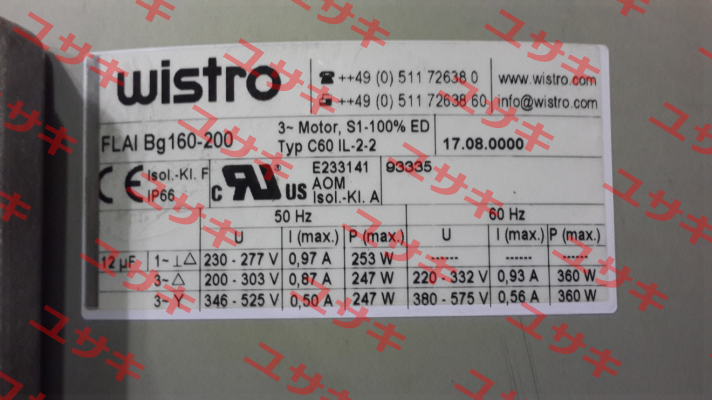 ユサキ
wistro
☎ ++49 (0) 511 72638 0 www.wistro.com
++49 (0) 511 72638 60 info@wistro.com
FLAI Bg160-200 3~ Motor, S1-100% ED
Typ C60 IL-2-2 17.08.0000
CE Isol.-Kl. F
IP66
c RU US E233141 93335
AOM
Isol.-Kl. A
50 Hz 60 Hz
U I (max.) P (max.) U I (max.) P (max.)
12 µF 1~ ⊥ △ 230 - 277 V 0,97 A 253 W ------ ------ ------
3~ △ 200 - 303 V 0,87 A 247 W 220 - 332 V 0,93 A 360 W
3~ Y 346 - 525 V 0,50 A 247 W 380 - 575 V 0,56 A 360 W